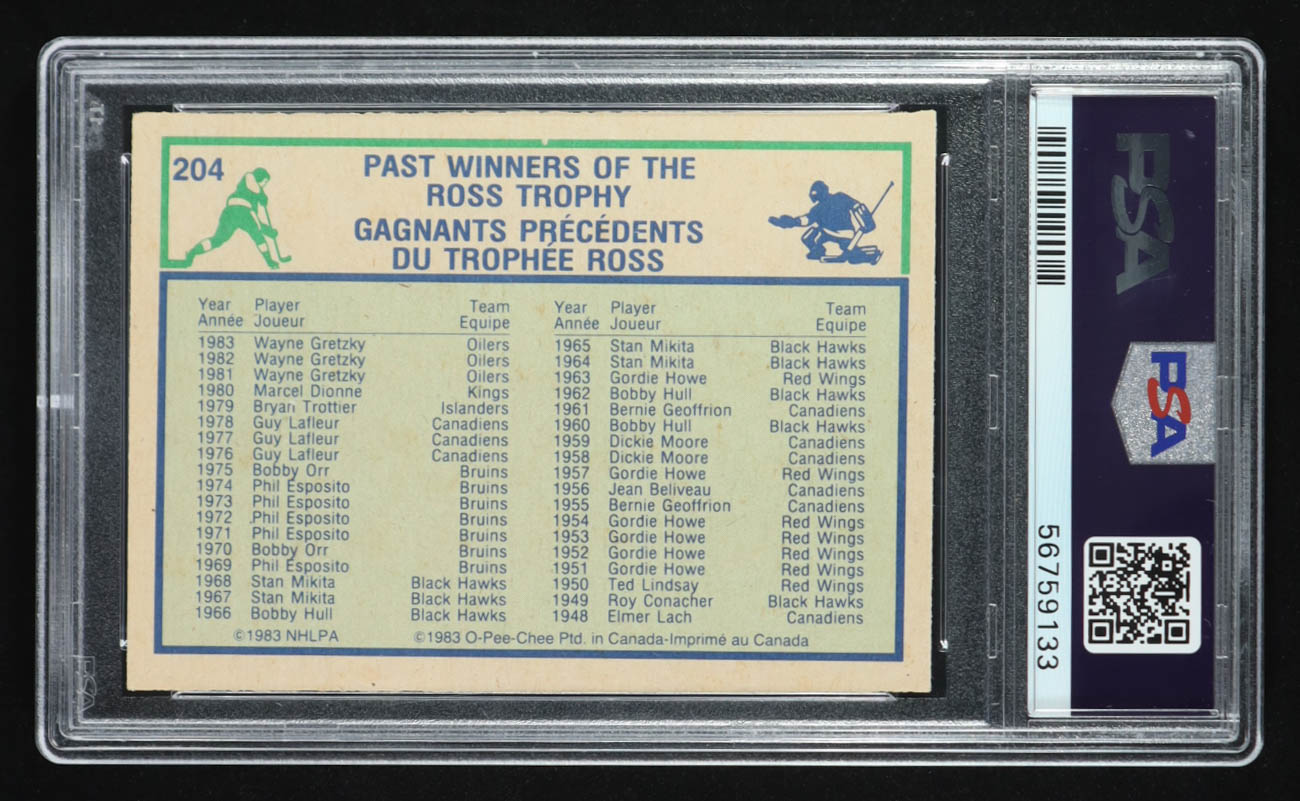 204
PAST WINNERS OF THE
ROSS TROPHY
GAGNANTS PRÉCÉDENTS
DU TROPHÉE ROSS
Year Player Team
Année Joueur Equipe
1983 Wayne Gretzky Oilers
1982 Wayne Gretzky Oilers
1981 Wayne Gretzky Oilers
1980 Marcel Dionne Kings
1979 Bryan Trottier Islanders
1978 Guy Lafleur Canadiens
1977 Guy Lafleur Canadiens
1976 Guy Lafleur Canadiens
1975 Bobby Orr Bruins
1974 Phil Esposito Bruins
1973 Phil Esposito Bruins
1972 Phil Esposito Bruins
1971 Phil Esposito Bruins
1970 Bobby Orr Bruins
1969 Phil Esposito Bruins
1968 Stan Mikita Black Hawks
1967 Stan Mikita Black Hawks
1966 Bobby Hull Black Hawks
Year Player Team
Année Joueur Equipe
1965 Stan Mikita Black Hawks
1964 Stan Mikita Black Hawks
1963 Gordie Howe Red Wings
1962 Bobby Hull Black Hawks
1961 Bernie Geoffrion Canadiens
1960 Bobby Hull Black Hawks
1959 Dickie Moore Canadiens
1958 Dickie Moore Canadiens
1957 Gordie Howe Red Wings
1956 Jean Beliveau Canadiens
1955 Bernie Geoffrion Canadiens
1954 Gordie Howe Red Wings
1953 Gordie Howe Red Wings
1952 Gordie Howe Red Wings
1951 Gordie Howe Red Wings
1950 Ted Lindsay Red Wings
1949 Roy Conacher Black Hawks
1948 Elmer Lach Canadiens
©1983 NHLPA ©1983 O-Pee-Chee Ptd. in Canada-Imprimé au Canada
PSA
PSA
56759133
PSA